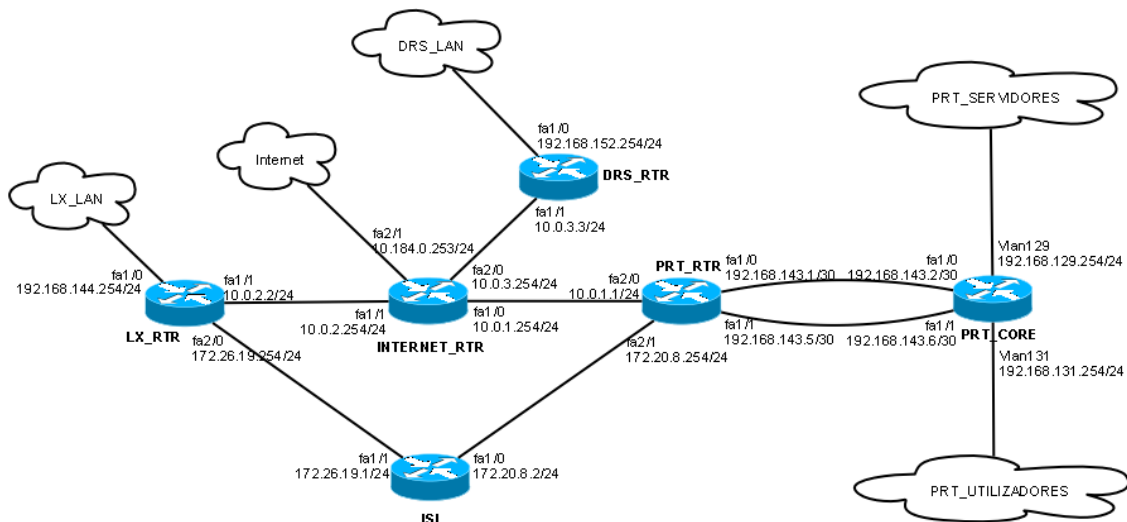 DRS_LAN
fa1/0
192.168.152.254/24
DRS_RTR
fa1/1
10.0.3.3/24
Internet
fa2/1
10.184.0.253/24
LX_LAN
fa1/0
192.168.144.254/24
fa1/1
10.0.2.2/24
LX_RTR
fa2/0
172.26.19.254/24
fa2/0
10.0.3.254/24
fa1/1
10.0.2.254/24
fa1/0
10.0.1.254/24
INTERNET_RTR
PRT_RTR
fa2/0
10.0.1.1/24
fa1/0
192.168.143.1/30
fa1/1
192.168.143.5/30
fa2/1
172.20.8.254/24
PRT_SERVIDORES
Vlan129
192.168.129.254/24
fa1/0
192.168.143.2/30
fa1/1
192.168.143.6/30
PRT_CORE
Vlan131
192.168.131.254/24
PRT_UTILIZADORES
fa1/1
172.26.19.1/24
fa1/0
172.20.8.2/24